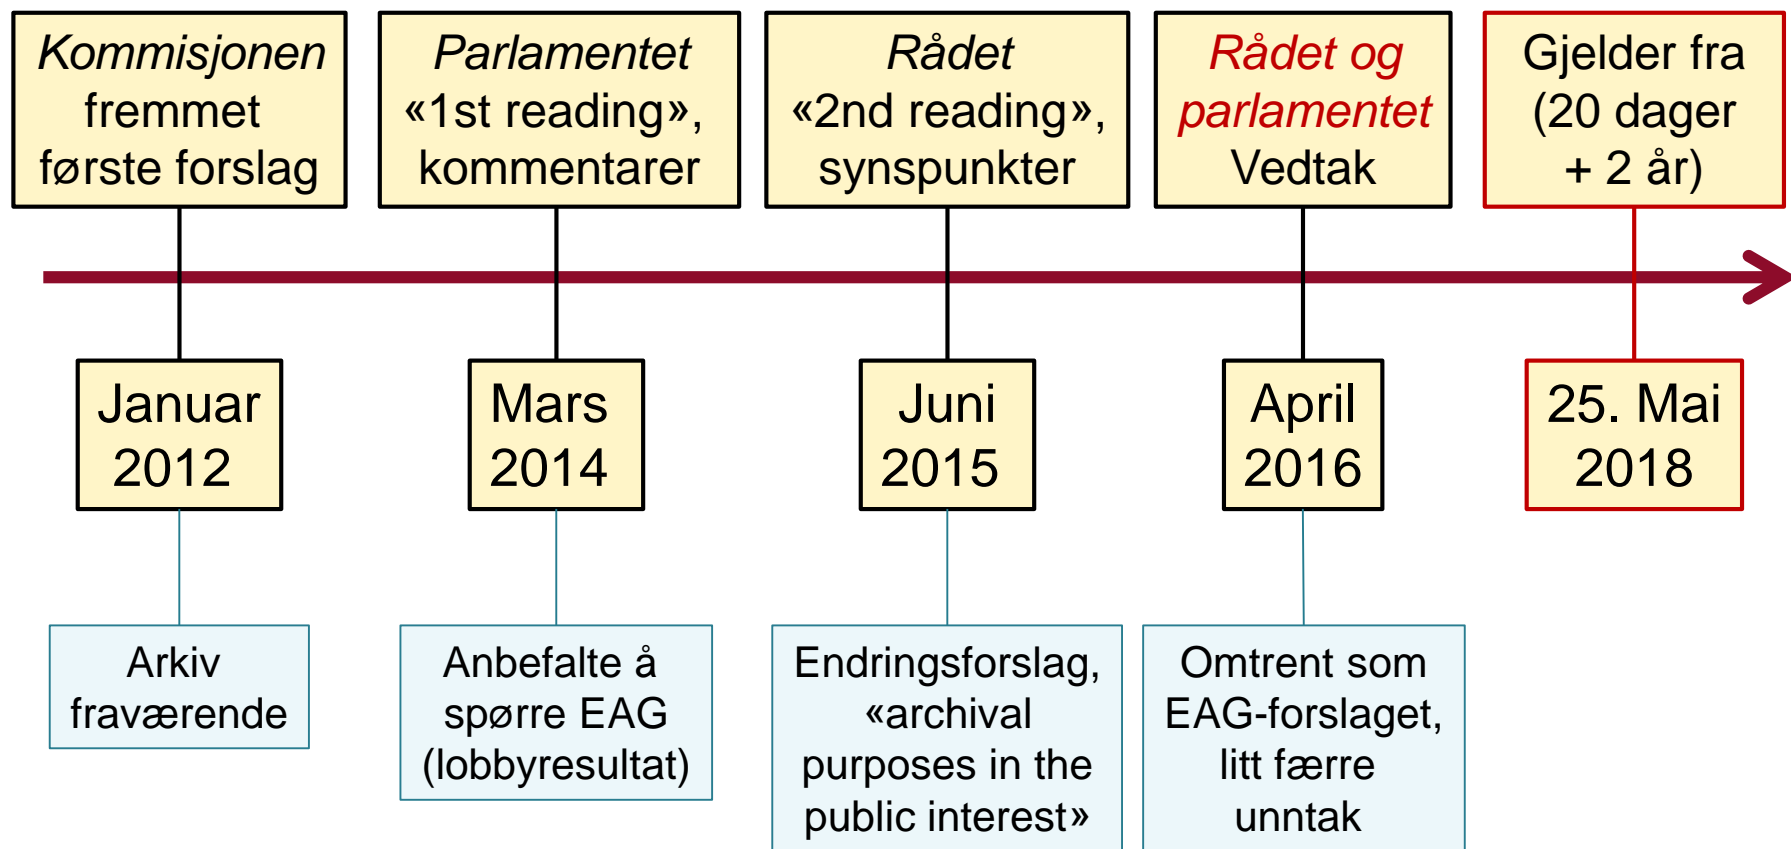 Kommisjonen
fremmet
første forslag
Parlamentet
«1st reading»,
kommentarer
Rådet
«2nd reading»,
synspunkter
Rådet og
parlamentet
Vedtak
Gjelder fra
(20 dager
+ 2 år)
Januar
2012
Mars
2014
Juni
2015
April
2016
25. Mai
2018
Arkiv
fraværende
Anbefalte å
spørre EAG
(lobbyresultat)
Endringsforslag,
«archival
purposes in the
public interest»
Omtrent som
EAG-forslaget,
litt færre
unntak